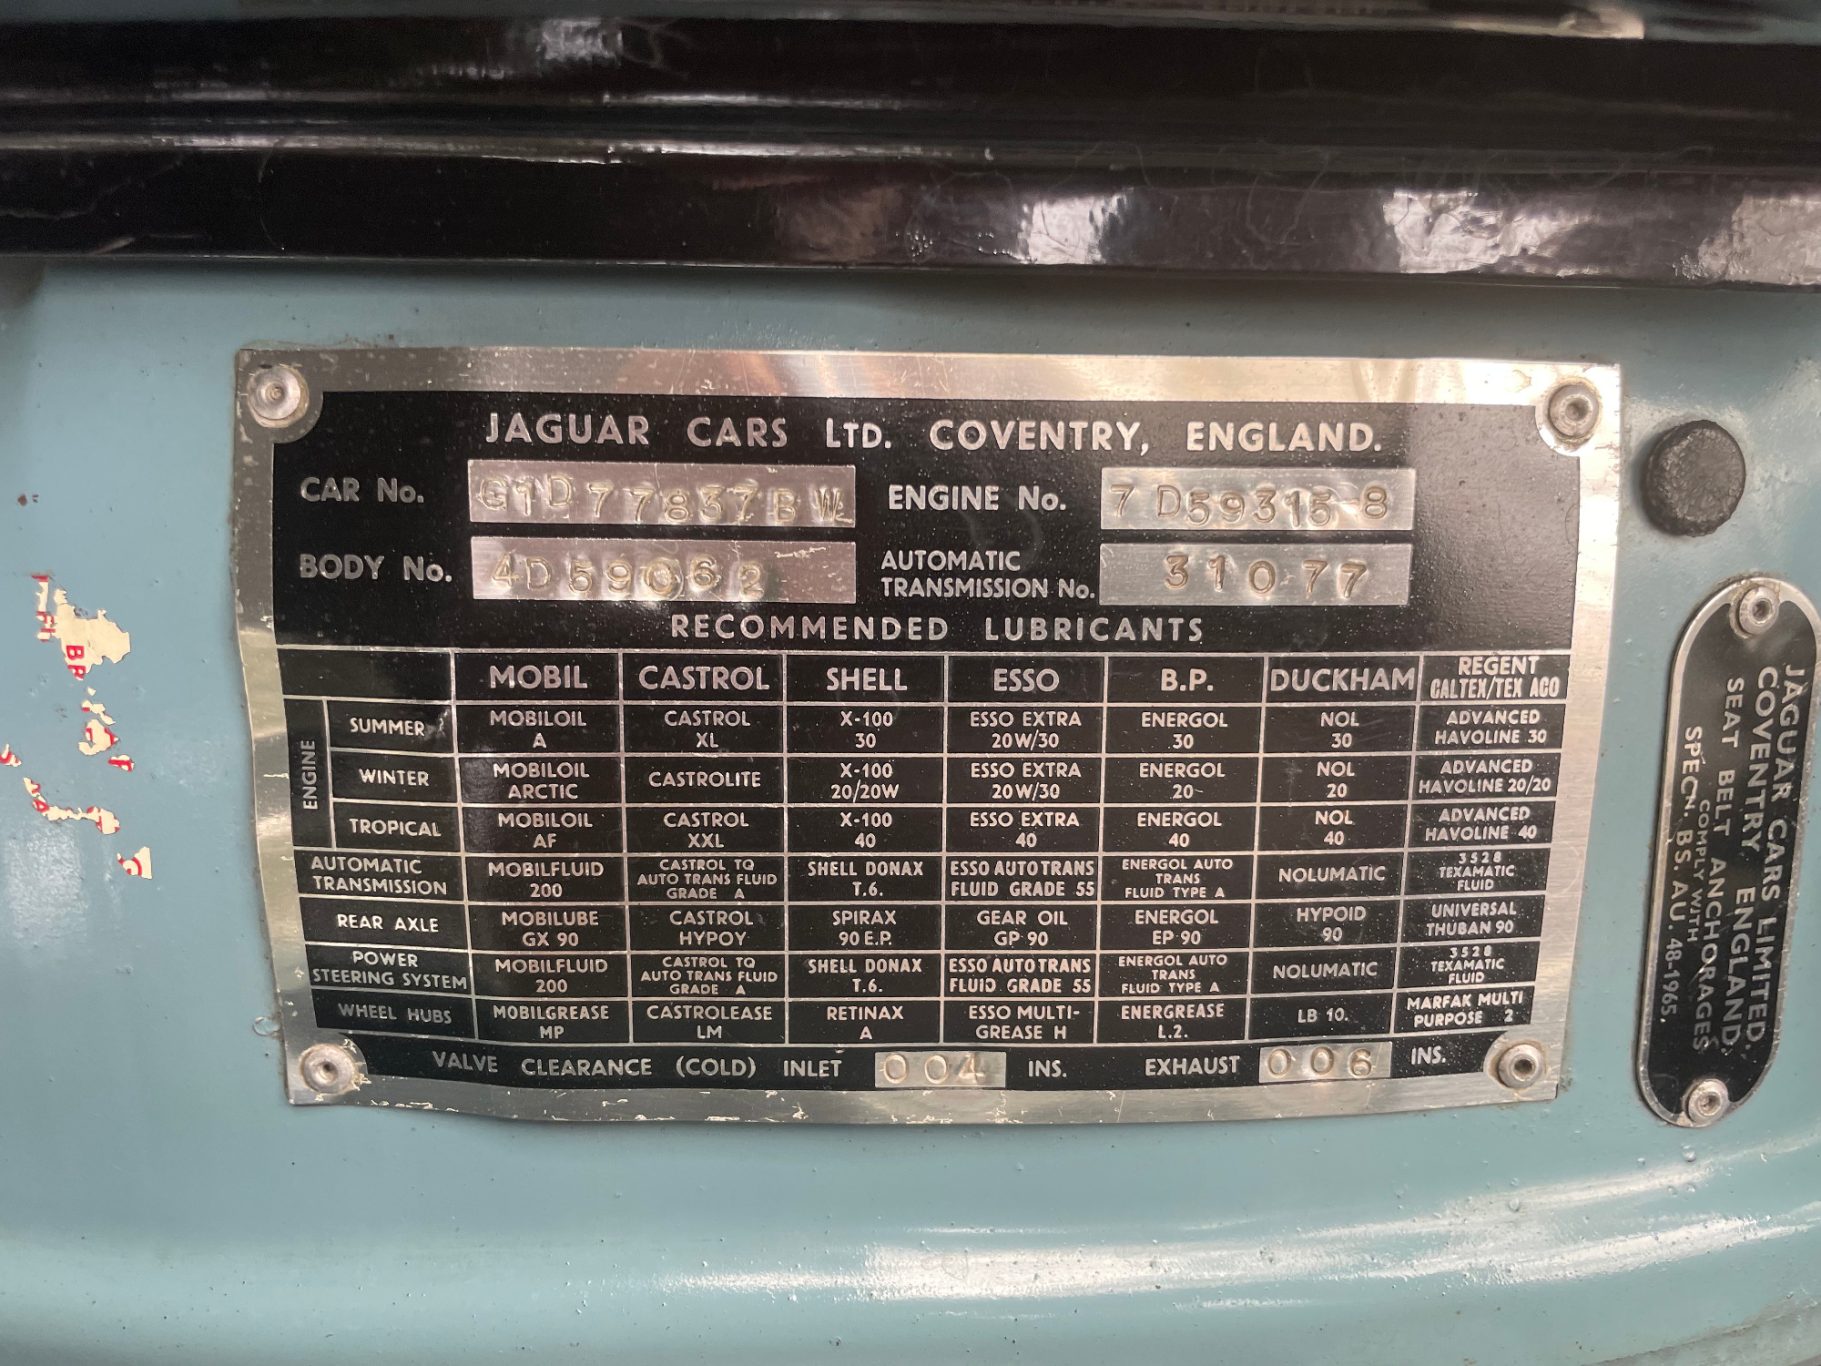 JAGUAR CARS LTD. COVENTRY, ENGLAND.
CAR No. G1D77837BW ENGINE No. 7D59315-8
BODY No. 4D59062 AUTOMATIC TRANSMISSION No. 31077
RECOMMENDED LUBRICANTS
MOBIL CASTROL SHELL ESSO B.P. DUCKHAM REGENT CALTEX/TEXACO
ENGINE
SUMMER MOBILOIL A CASTROL XL X-100 30 ESSO EXTRA 20W/30 ENERGOL 30 NOL 30 ADVANCED HAVOLINE 30
WINTER MOBILOIL ARCTIC CASTROLITE X-100 20/20W ESSO EXTRA 20W/30 ENERGOL 20 NOL 20 ADVANCED HAVOLINE 20/20
TROPICAL MOBILOIL AF CASTROL XXL X-100 40 ESSO EXTRA 40 ENERGOL 40 NOL 40 ADVANCED HAVOLINE 40
AUTOMATIC TRANSMISSION MOBILFLUID 200 CASTROL TQ AUTO TRANS FLUID GRADE A SHELL DONAX T.6. ESSO AUTOTRANS FLUID GRADE 55 ENERGOL AUTO TRANS FLUID TYPE A NOLUMATIC 3528 TEXAMATIC FLUID
REAR AXLE MOBILUBE GX 90 CASTROL HYPOY SPIRAX 90 E.P. GEAR OIL GP 90 ENERGOL EP 90 HYPOID 90 UNIVERSAL THUBAN 90
POWER STEERING SYSTEM MOBILFLUID 200 CASTROL TQ AUTO TRANS FLUID GRADE A SHELL DONAX T.6. ESSO AUTOTRANS FLUID GRADE 55 ENERGOL AUTO TRANS FLUID TYPE A NOLUMATIC 3528 TEXAMATIC FLUID
WHEEL HUBS MOBILGREASE MP CASTROLEASE LM RETINAX A ESSO MULTI-GREASE H ENERGREASE L.2. LB 10. MARFAK MULTI PURPOSE 2
VALVE CLEARANCE (COLD) INLET 004 INS. EXHAUST 006 INS.
JAGUAR CARS LIMITED,
COVENTRY, ENGLAND.
SEAT BELT ANCHORAGES
COMPLY WITH
SPECN. BS. AU. 48-1965.